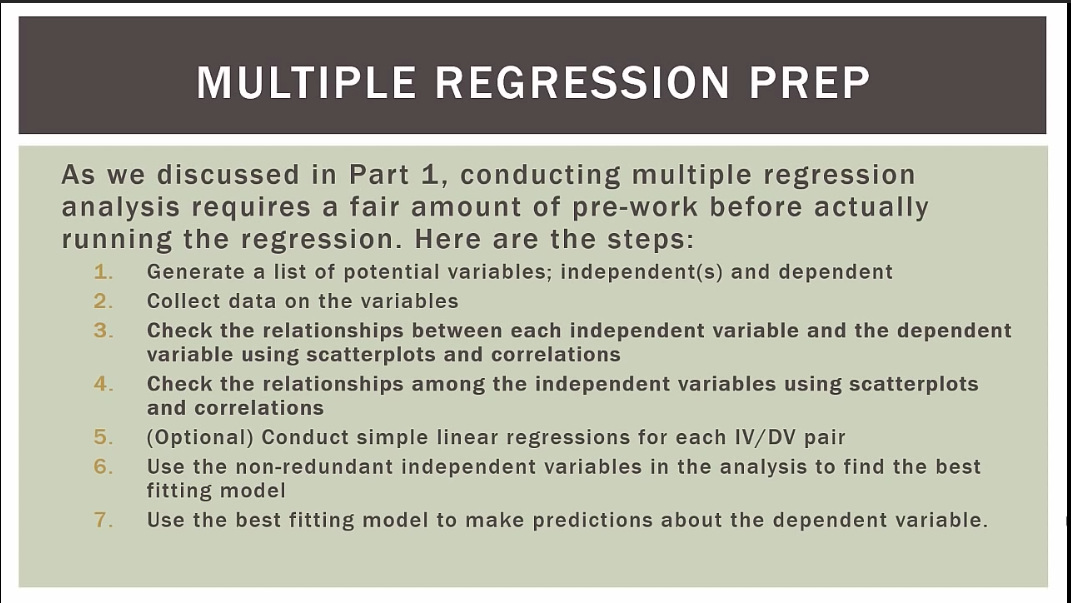 MULTIPLE REGRESSION PREP
As we discussed in Part 1, conducting multiple regression
analysis requires a fair amount of pre-work before actually
running the regression. Here are the steps:
1. Generate a list of potential variables; independent(s) and dependent
2. Collect data on the variables
3. Check the relationships between each independent variable and the dependent
variable using scatterplots and correlations
4. Check the relationships among the independent variables using scatterplots
and correlations
5. (Optional) Conduct simple linear regressions for each IV/DV pair
6. Use the non-redundant independent variables in the analysis to find the best
fitting model
7. Use the best fitting model to make predictions about the dependent variable.